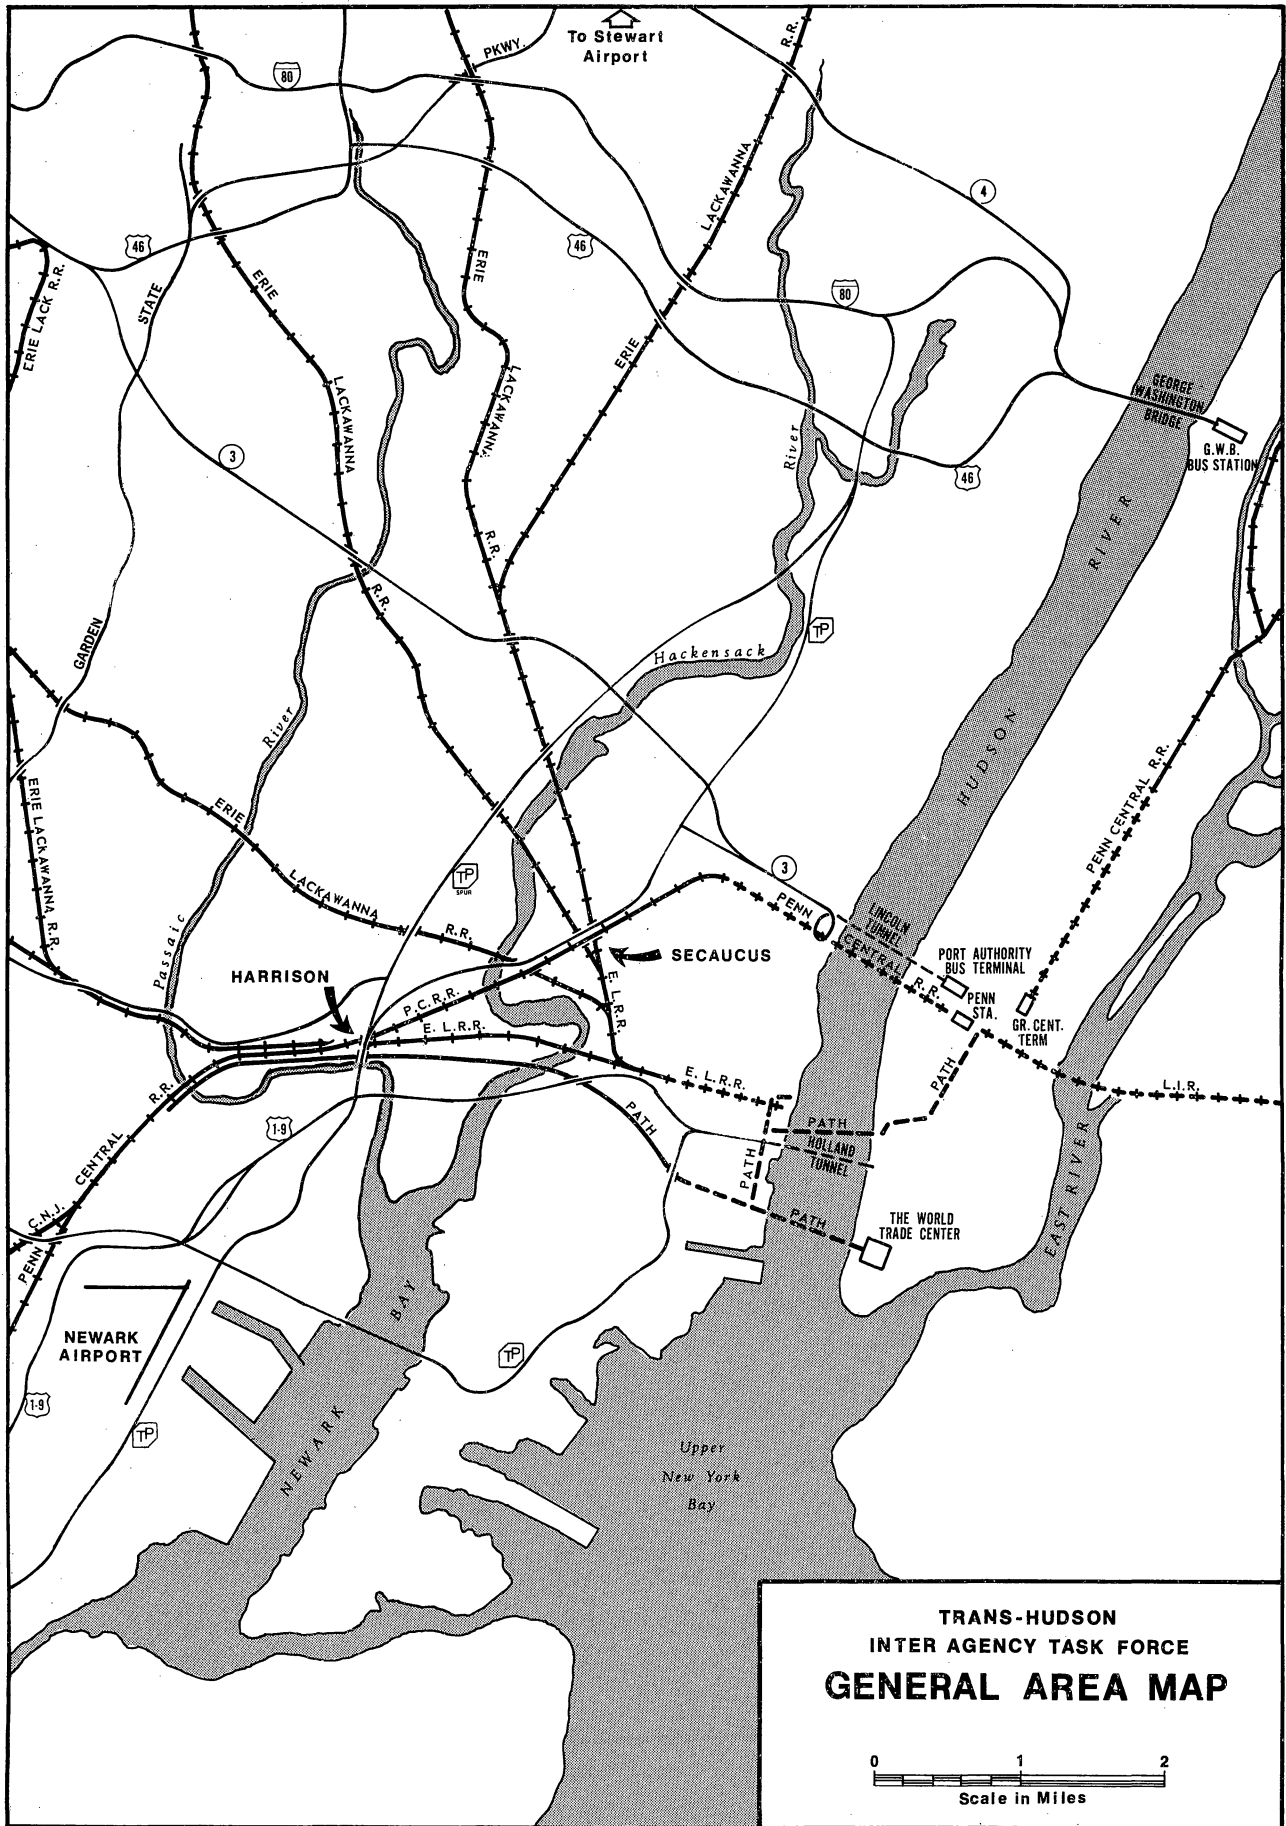 To Stewart
Airport
PKWY.
R.R.
80
LACKAWANNA
4
46
46
ERIE
ERIE
STATE
ERIE LACK R.R.
80
ERIE
LACKAWANNA
LACKAWANNA
GEORGE
WASHINGTON
BRIDGE
G.W.B.
BUS STATION
River
3
46
RIVER
R.R.
R.R.
TP
GARDEN
Hackensack
River
HUDSON
PENN CENTRAL R.R.
ERIE LACKAWANNA R.R.
ERIE
LACKAWANNA
R.R.
TP
SPUR
3
PENN
CENTRAL
R.R.
LINCOLN
TUNNEL
Passaic
HARRISON
SECAUCUS
PORT AUTHORITY
BUS TERMINAL
PENN
STA.
GR. CENT.
TERM
P.C.R.R.
E. L.R.R.
E. L.R.R.
E. L.R.R.
PATH
L.I.R.
R.R.
CENTRAL
PENN
C.N.J.
1-9
PATH
PATH
PATH
HOLLAND
TUNNEL
PATH
THE WORLD
TRADE CENTER
EAST RIVER
NEWARK
AIRPORT
BAY
NEWARK
TP
1-9
TP
Upper
New York
Bay
TRANS-HUDSON
INTER AGENCY TASK FORCE
GENERAL AREA MAP
0 1 2
Scale in Miles